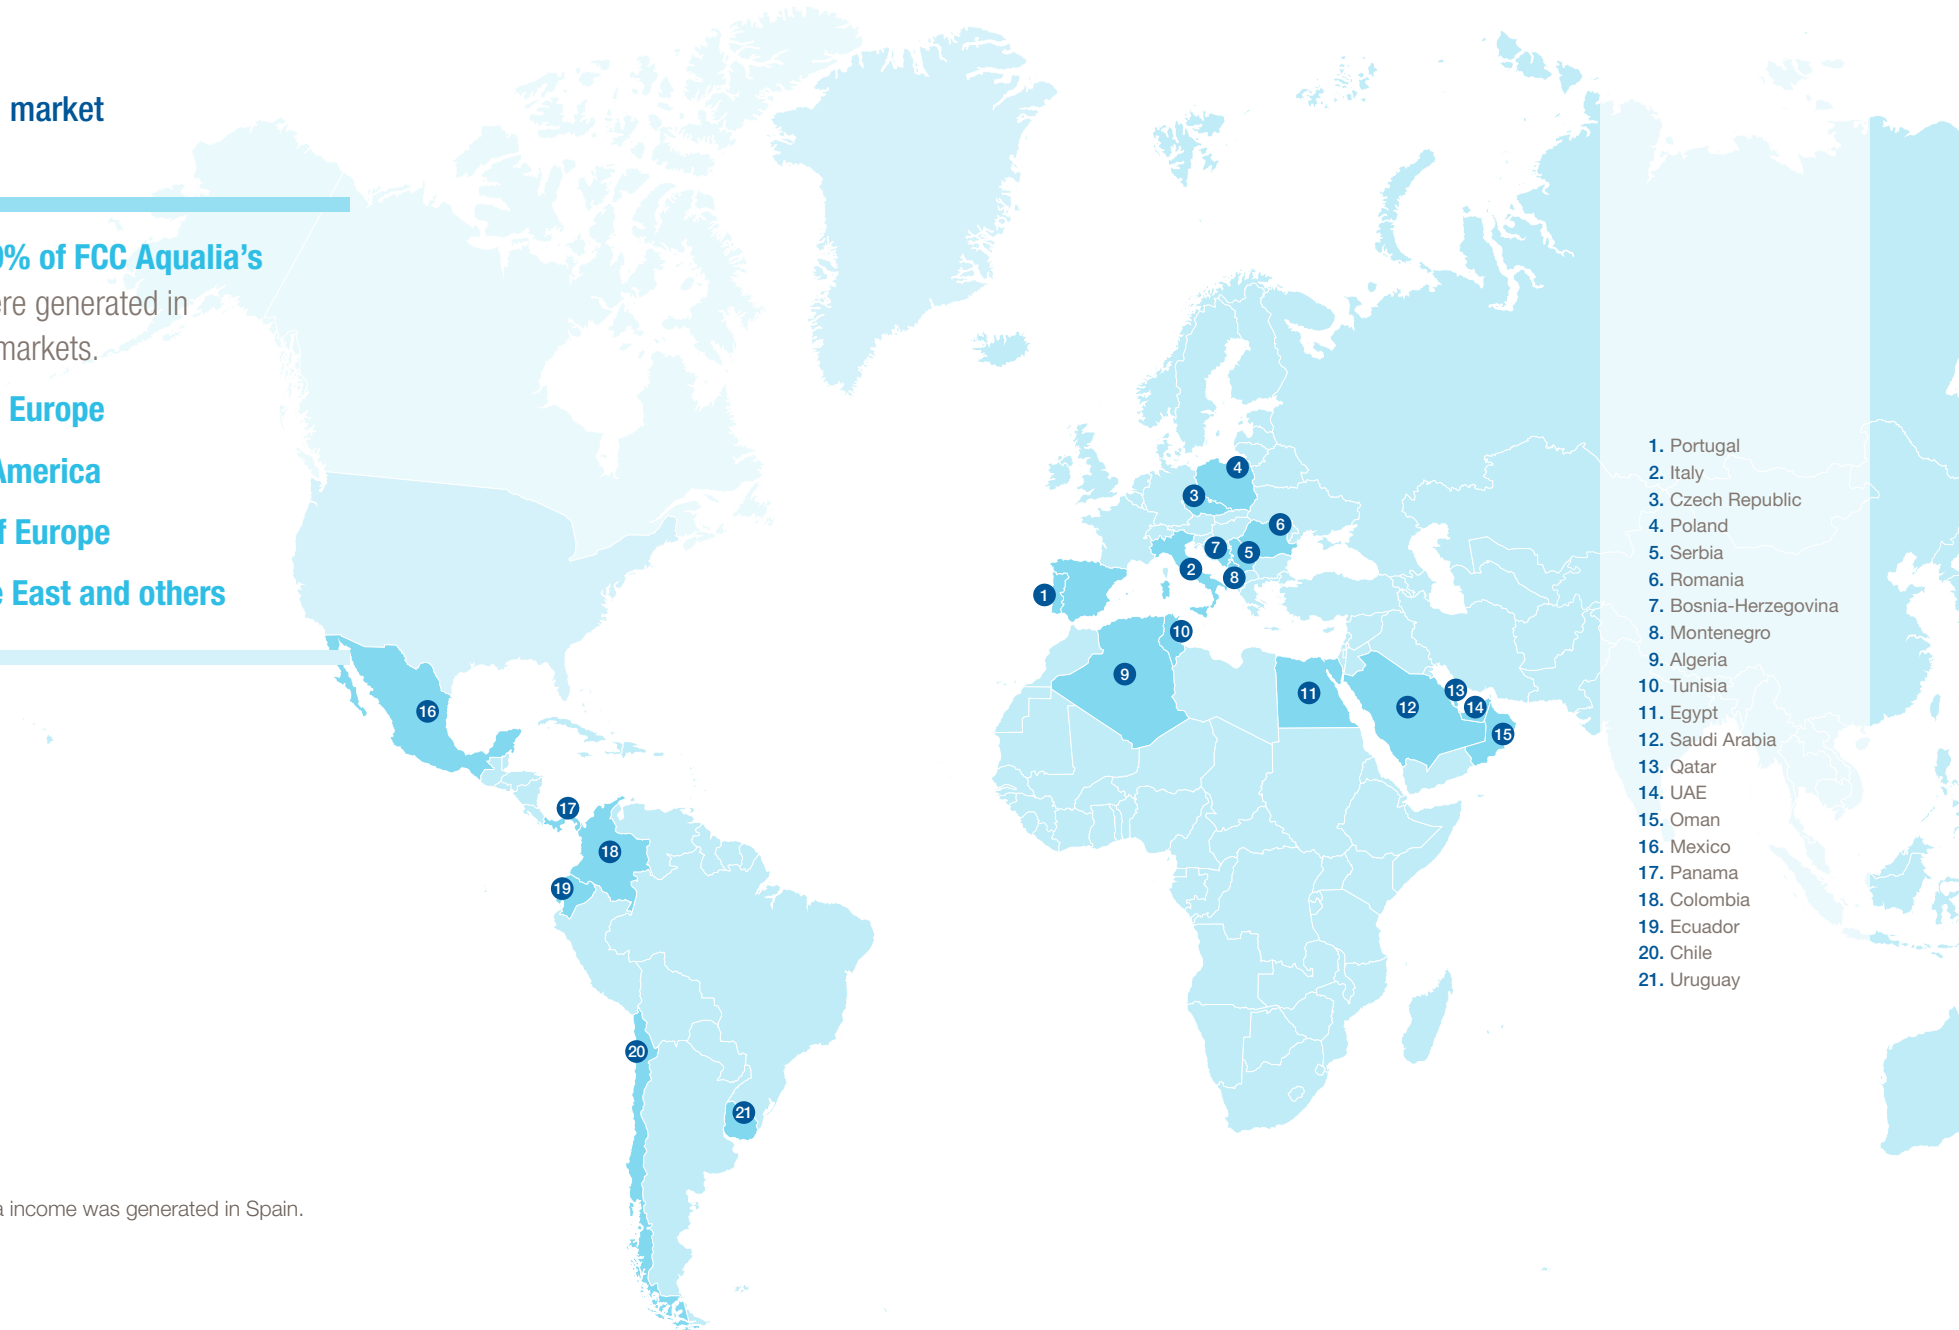 market
% of FCC Aqualia's
generated in
markets.
Europe
America
Europe
East and others
income was generated in Spain.
1. Portugal
2. Italy
3. Czech Republic
4. Poland
5. Serbia
6. Romania
7. Bosnia-Herzegovina
8. Montenegro
9. Algeria
10. Tunisia
11. Egypt
12. Saudi Arabia
13. Qatar
14. UAE
15. Oman
16. Mexico
17. Panama
18. Colombia
19. Ecuador
20. Chile
21. Uruguay
4
3
6
7
5
2
8
1
10
9
11
12
13
14
15
16
17
18
19
20
21